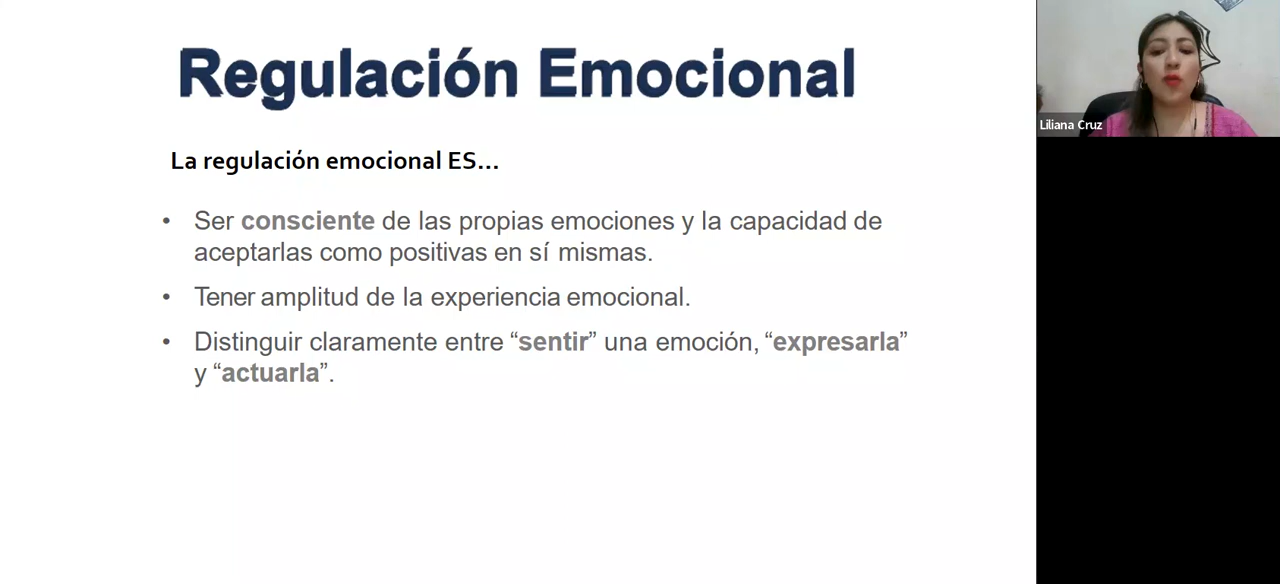 Regulación Emocional
La regulación emocional ES...
• Ser consciente de las propias emociones y la capacidad de
aceptarlas como positivas en sí mismas.
• Tener amplitud de la experiencia emocional.
• Distinguir claramente entre “sentir” una emoción, “expresarla”
y “actuarla”.
Liliana Cruz